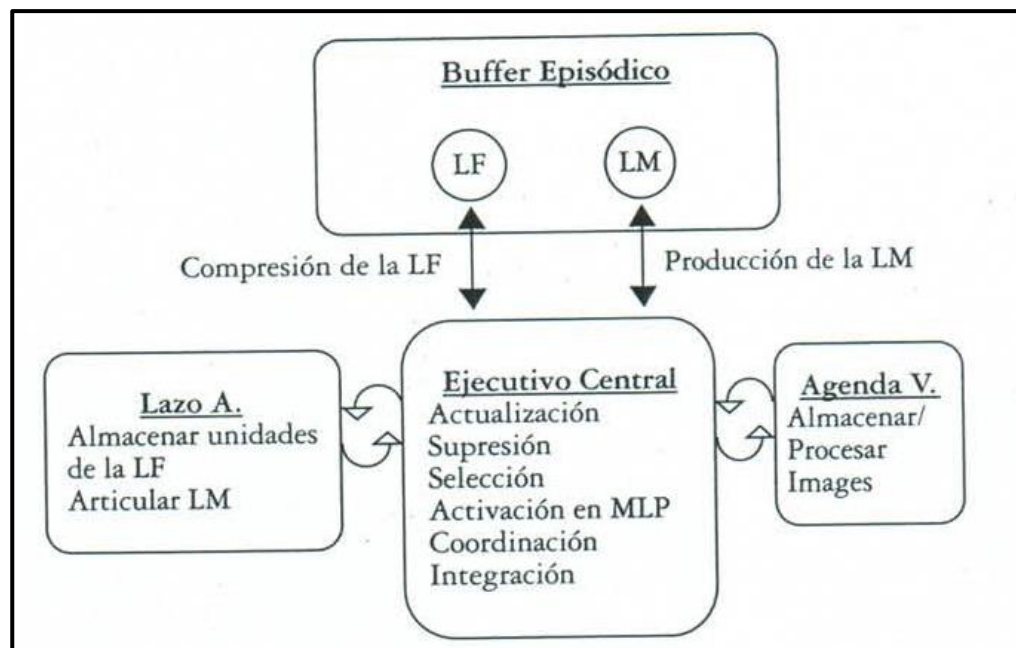 Buffer Episódico
LF
LM
Compresión de la LF
Producción de la LM
Lazo A.
Almacenar unidades
de la LF
Articular LM
Ejecutivo Central
Actualización
Supresión
Selección
Activación en MLP
Coordinación
Integración
Agenda V.
Almacenar/
Procesar
Images